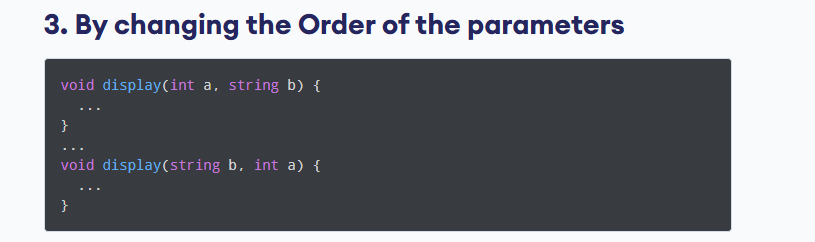 3. By changing the Order of the parameters
void display(int a, string b) {
...
}
...
void display(string b, int a) {
...
}